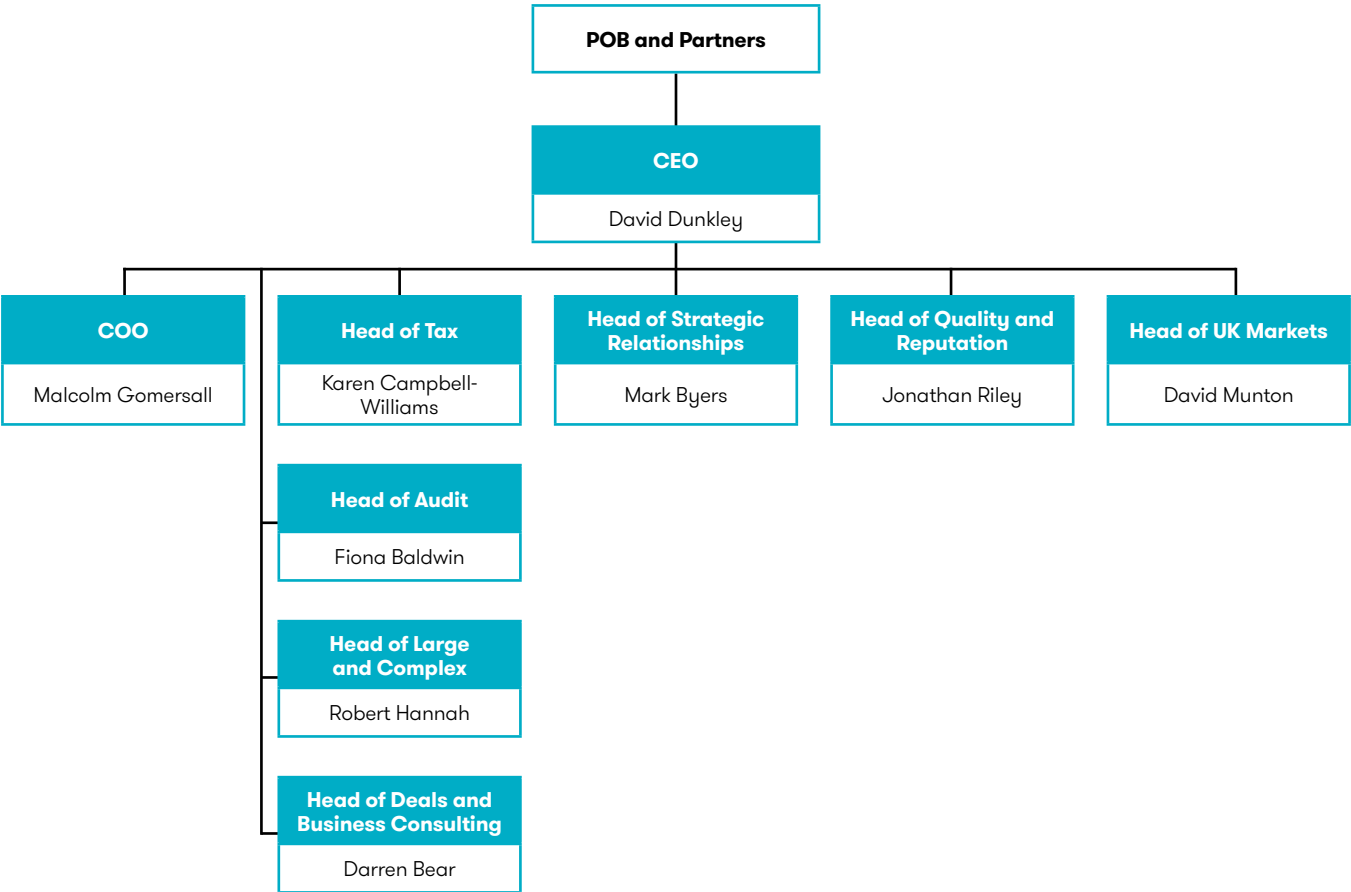 POB and Partners
CEO
David Dunkley
COO
Malcolm Gomersall
Head of Tax
Karen Campbell-
Williams
Head of Strategic
Relationships
Mark Byers
Head of Quality and
Reputation
Jonathan Riley
Head of UK Markets
David Munton
Head of Audit
Fiona Baldwin
Head of Large
and Complex
Robert Hannah
Head of Deals and
Business Consulting
Darren Bear